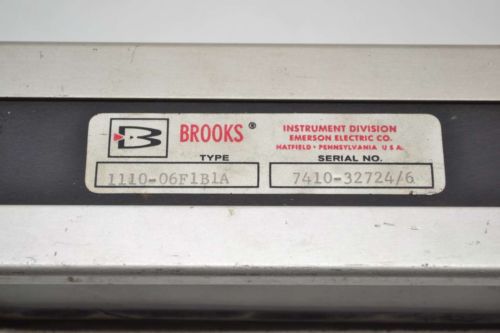 B BROOKS ® INSTRUMENT DIVISION
EMERSON ELECTRIC CO.
HATFIELD • PENNSYLVANIA U S A.
TYPE SERIAL NO.
1110-06F1B1A 7410-32724/6